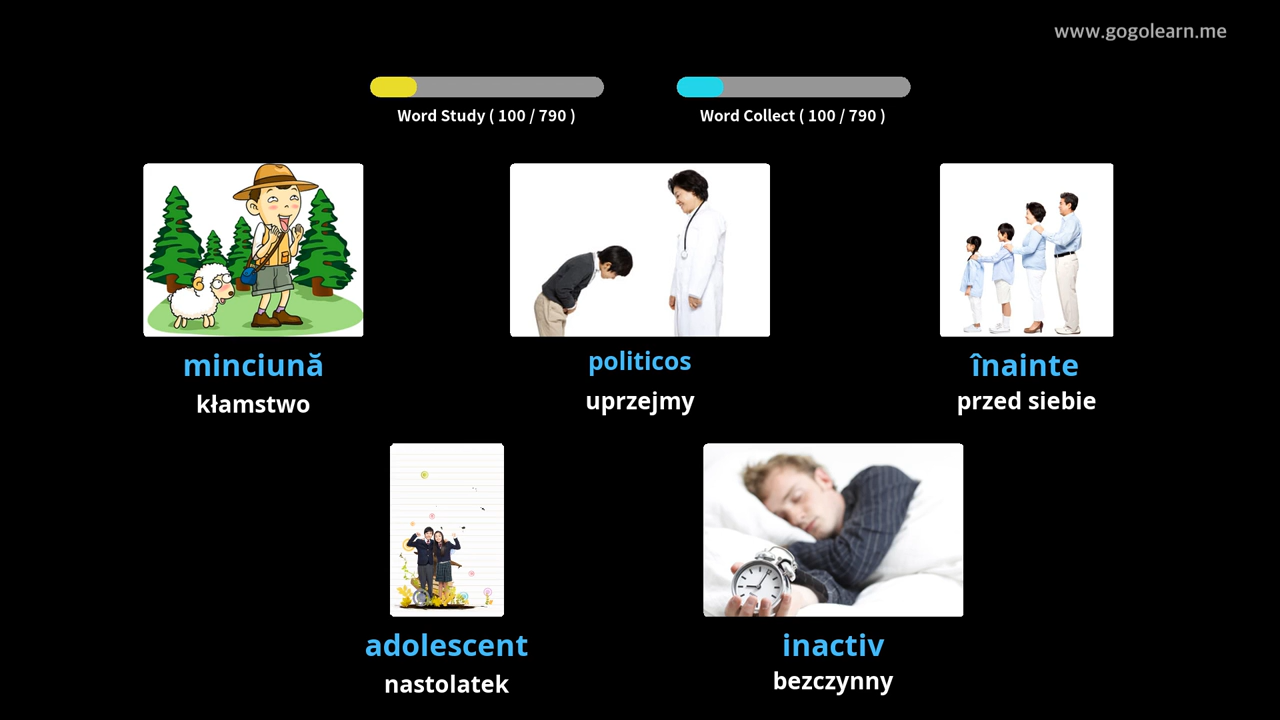 www.gogolearn.me
Word Study ( 100 / 790 )
Word Collect ( 100 / 790 )
minciună
kłamstwo
politicos
uprzejmy
înainte
przed siebie
adolescent
nastolatek
inactiv
bezczynny